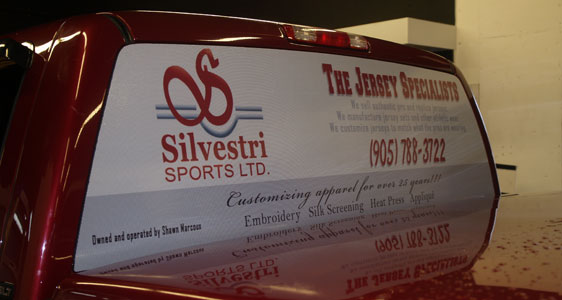 Silvestri
SPORTS LTD.
THE JERSEY SPECIALISTS
We sell authentic pro and replica jerseys.
We manufacture jersey sets and other athletic wear.
We customize jerseys to match what the pros are wearing.
(905) 788-3722
Customizing apparel for over 25 years!!!
Embroidery Silk Screening Heat Press Appliqué
Owned and operated by Shawn Marcoux